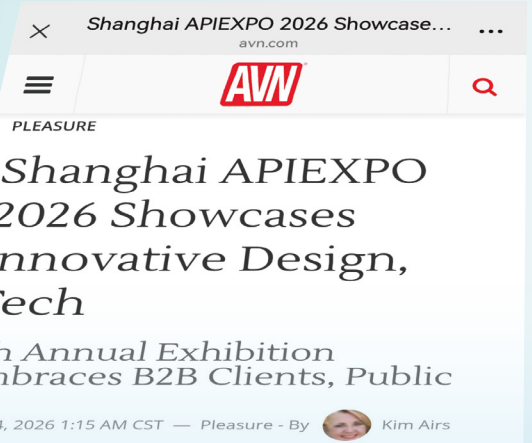 Shanghai APIEXPO 2026 Showcase...
avn.com
AVN
PLEASURE
Shanghai APIEXPO
2026 Showcases
nnovative Design,
ech
Annual Exhibition
braces B2B Clients, Public
, 2026 1:15 AM CST — Pleasure - By Kim Airs